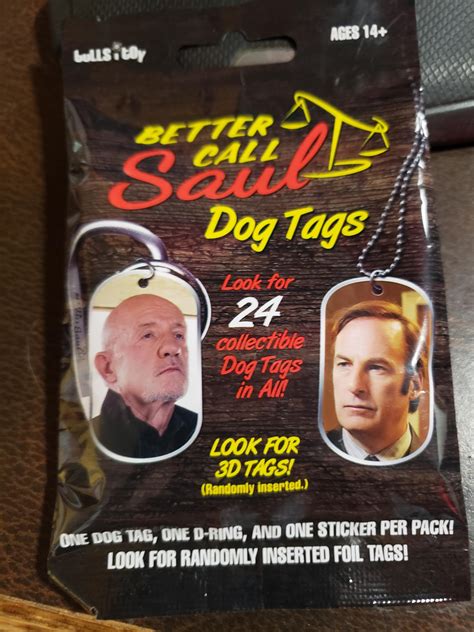 bulls i toy
AGES 14+
BETTER
CALL
Saul
Dog Tags
Look for
24
collectible
Dog Tags
in All!
LOOK FOR
3D TAGS!
(Randomly inserted.)
ONE DOG TAG, ONE D-RING, AND ONE STICKER PER PACK!
LOOK FOR RANDOMLY INSERTED FOIL TAGS!